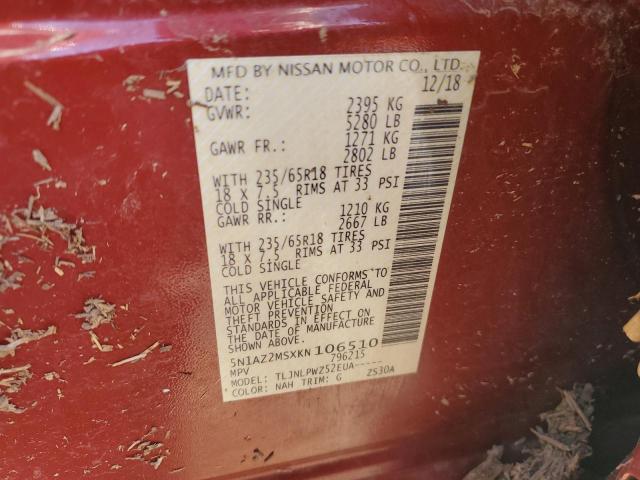 MFD BY NISSAN MOTOR CO., LTD.
DATE: 12/18
GVWR: 2395 KG
5280 LB
GAWR FR.: 1271 KG
2802 LB
WITH 235/65R18 TIRES
18 X 7.5 RIMS AT 33 PSI
COLD SINGLE
GAWR RR.: 1210 KG
2667 LB
WITH 235/65R18 TIRES
18 X 7.5 RIMS AT 33 PSI
COLD SINGLE
THIS VEHICLE CONFORMS TO
ALL APPLICABLE FEDERAL
MOTOR VEHICLE SAFETY AND
THEFT PREVENTION
STANDARDS IN EFFECT ON
THE DATE OF MANUFACTURE
SHOWN ABOVE.
5N1AZ2MSXKN106510
MPV 796215
MODEL: TLJNLPWZ52EUA-----
COLOR: NAH TRIM: G ZS30A